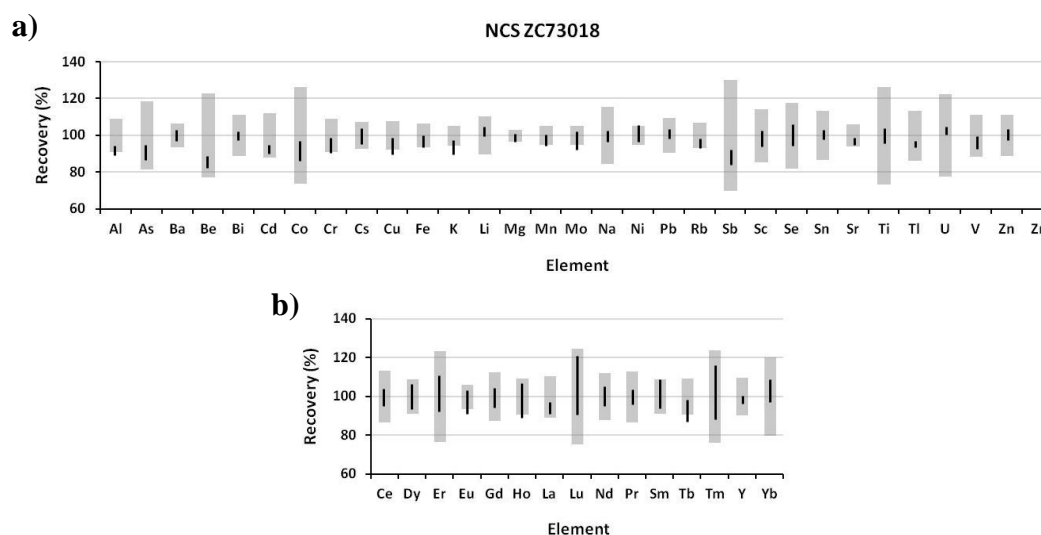 a)
NCS ZC73018
140
120
100
80
60
Recovery (%)
Al As Ba Be Bi Cd Co Cr Cs Cu Fe K Li Mg Mn Mo Na Ni Pb Rb Sb Sc Se Sn Sr Ti Tl U V Zn
Element
b)
140
120
100
80
60
Recovery (%)
Ce Dy Er Eu Gd Ho La Lu Nd Pr Sm Tb Tm Y Yb
Element